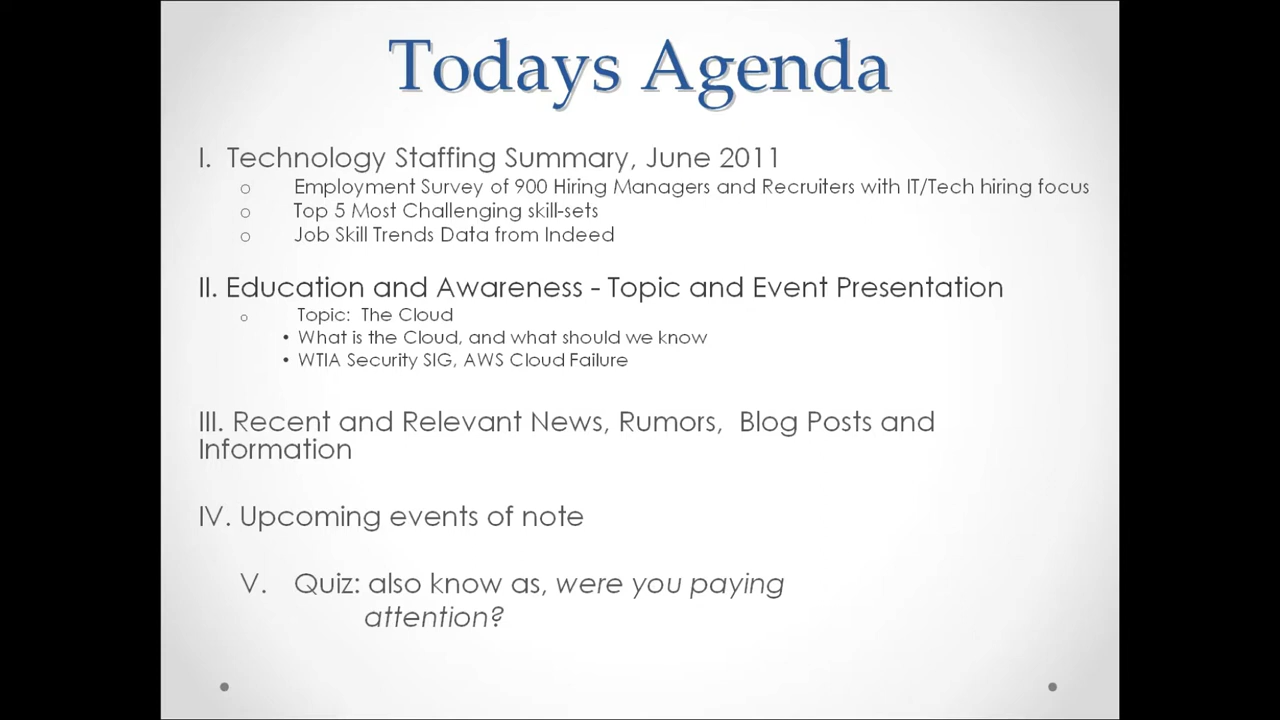 Todays Agenda
I. Technology Staffing Summary, June 2011
o Employment Survey of 900 Hiring Managers and Recruiters with IT/Tech hiring focus
o Top 5 Most Challenging skill-sets
o Job Skill Trends Data from Indeed
II. Education and Awareness - Topic and Event Presentation
o Topic: The Cloud
• What is the Cloud, and what should we know
• WTIA Security SIG, AWS Cloud Failure
III. Recent and Relevant News, Rumors, Blog Posts and
Information
IV. Upcoming events of note
V. Quiz: also know as, were you paying
attention?